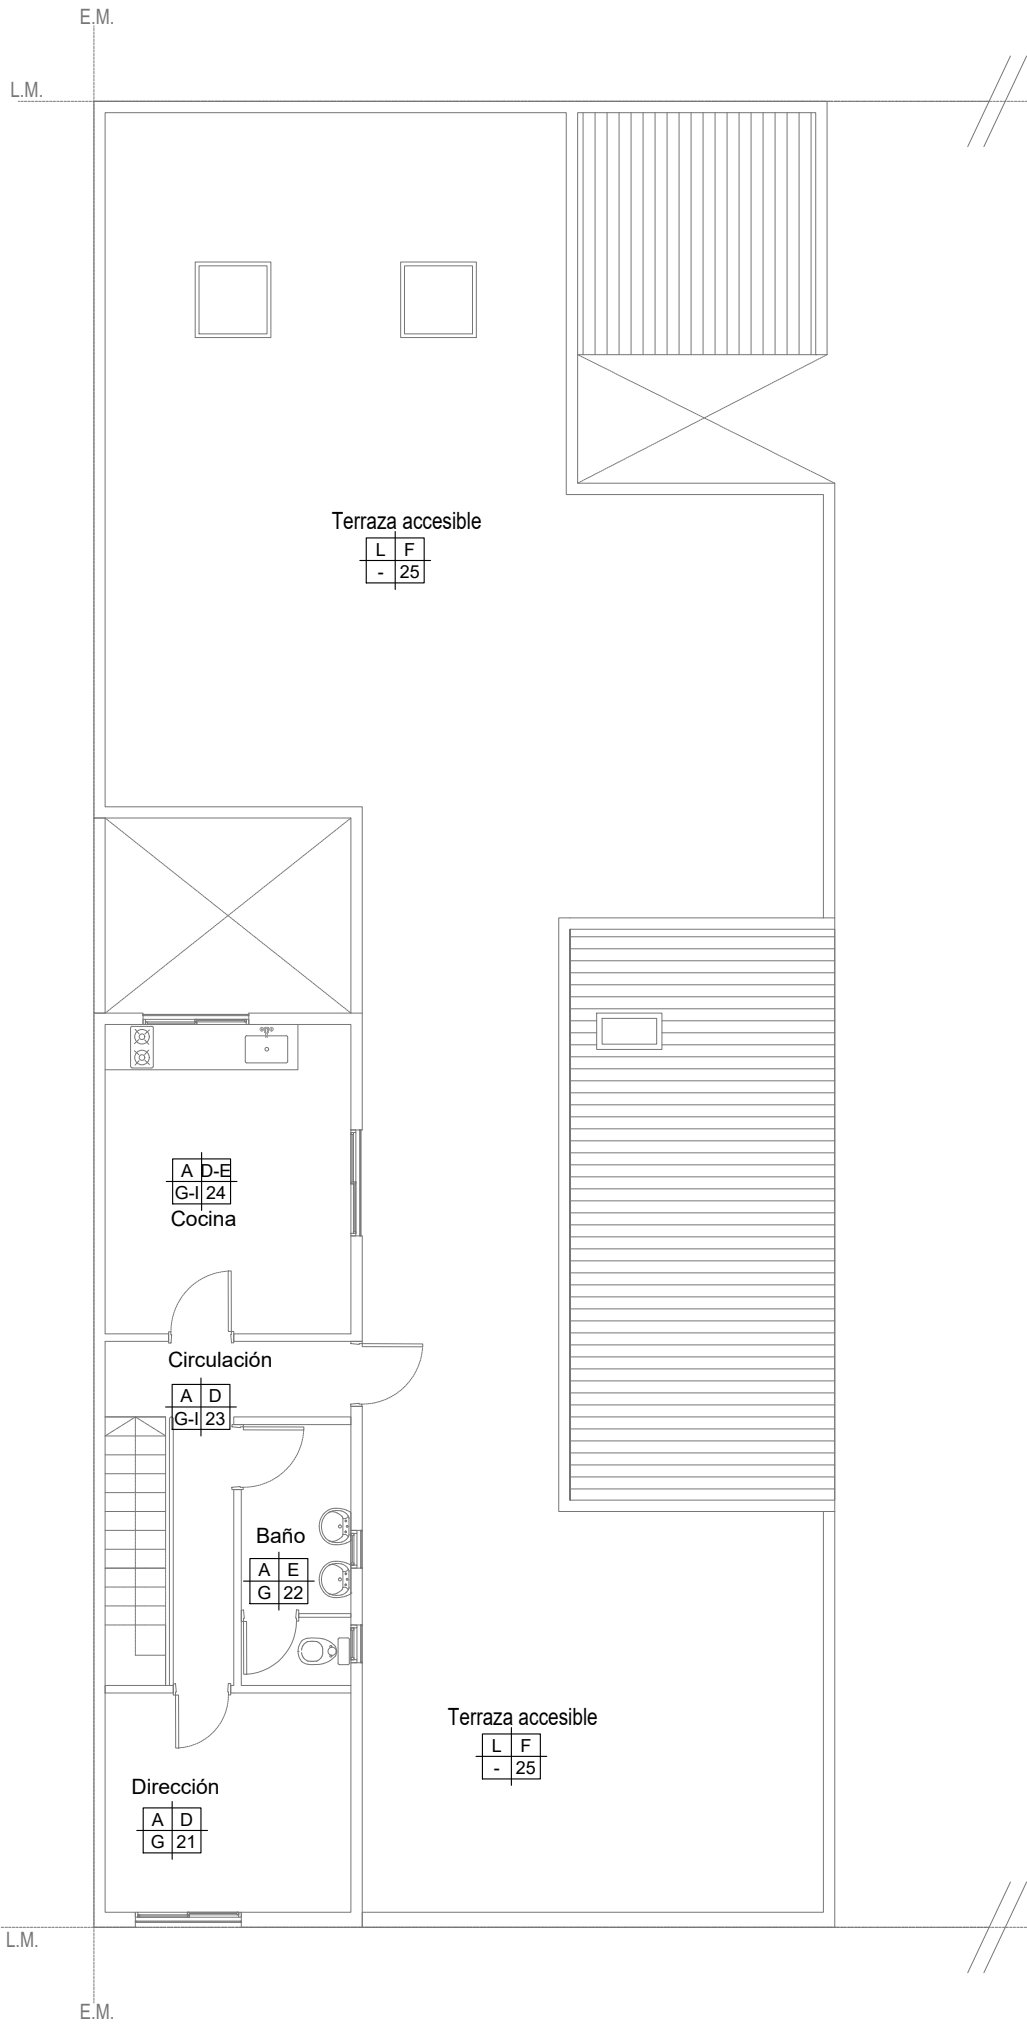 E.M.
L.M.
Terraza accesible
L F
- 25
A D-E
G-I 24
Cocina
Circulación
A D
G-I 23
Baño
A E
G 22
Terraza accesible
L F
- 25
Dirección
A D
G 21
L.M.
E.M.